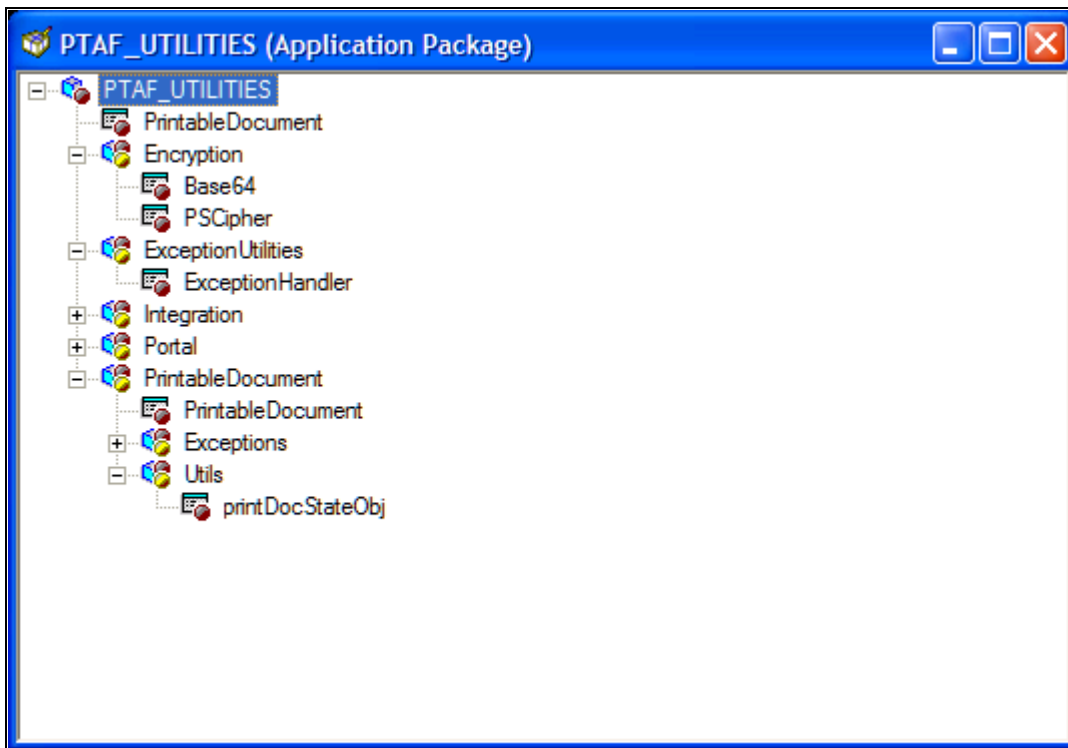 PTAF_UTILITIES (Application Package)
PTAF_UTILITIES
PrintableDocument
Encryption
Base64
PSCipher
ExceptionUtilities
ExceptionHandler
Integration
Portal
PrintableDocument
PrintableDocument
Exceptions
Utils
printDocStateObj